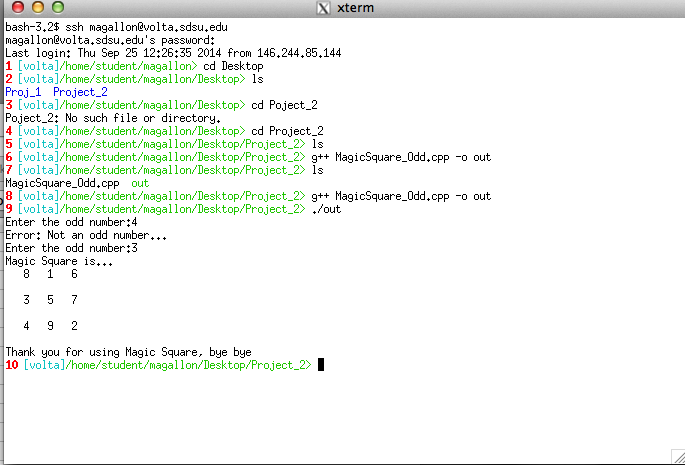 xterm
bash-3.2$ ssh magallon@volta.sdsu.edu
magallon@volta.sdsu.edu's password:
Last login: Thu Sep 25 12:26:35 2014 from 146.244.85.144
1 [volta]/home/student/magallon> cd Desktop
2 [volta]/home/student/magallon/Desktop> ls
Proj_1  Project_2
3 [volta]/home/student/magallon/Desktop> cd Poject_2
Poject_2: No such file or directory.
4 [volta]/home/student/magallon/Desktop> cd Project_2
5 [volta]/home/student/magallon/Desktop/Project_2> ls
6 [volta]/home/student/magallon/Desktop/Project_2> g++ MagicSquare_Odd.cpp -o out
7 [volta]/home/student/magallon/Desktop/Project_2> ls
MagicSquare_Odd.cpp  out
8 [volta]/home/student/magallon/Desktop/Project_2> g++ MagicSquare_Odd.cpp -o out
9 [volta]/home/student/magallon/Desktop/Project_2> ./out
Enter the odd number:4
Error: Not an odd number...
Enter the odd number:3
Magic Square is...
8   1   6
3   5   7
4   9   2
Thank you for using Magic Square, bye bye
10 [volta]/home/student/magallon/Desktop/Project_2>